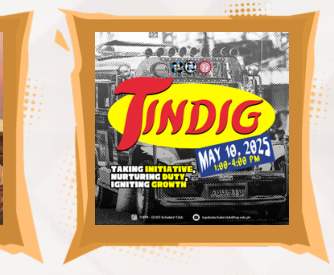 TINDIG
MAY 10, 2025
1:00-4:00 PM
TAKING INITIATIVE,
NURTURING DUTY,
IGNITING GROWTH